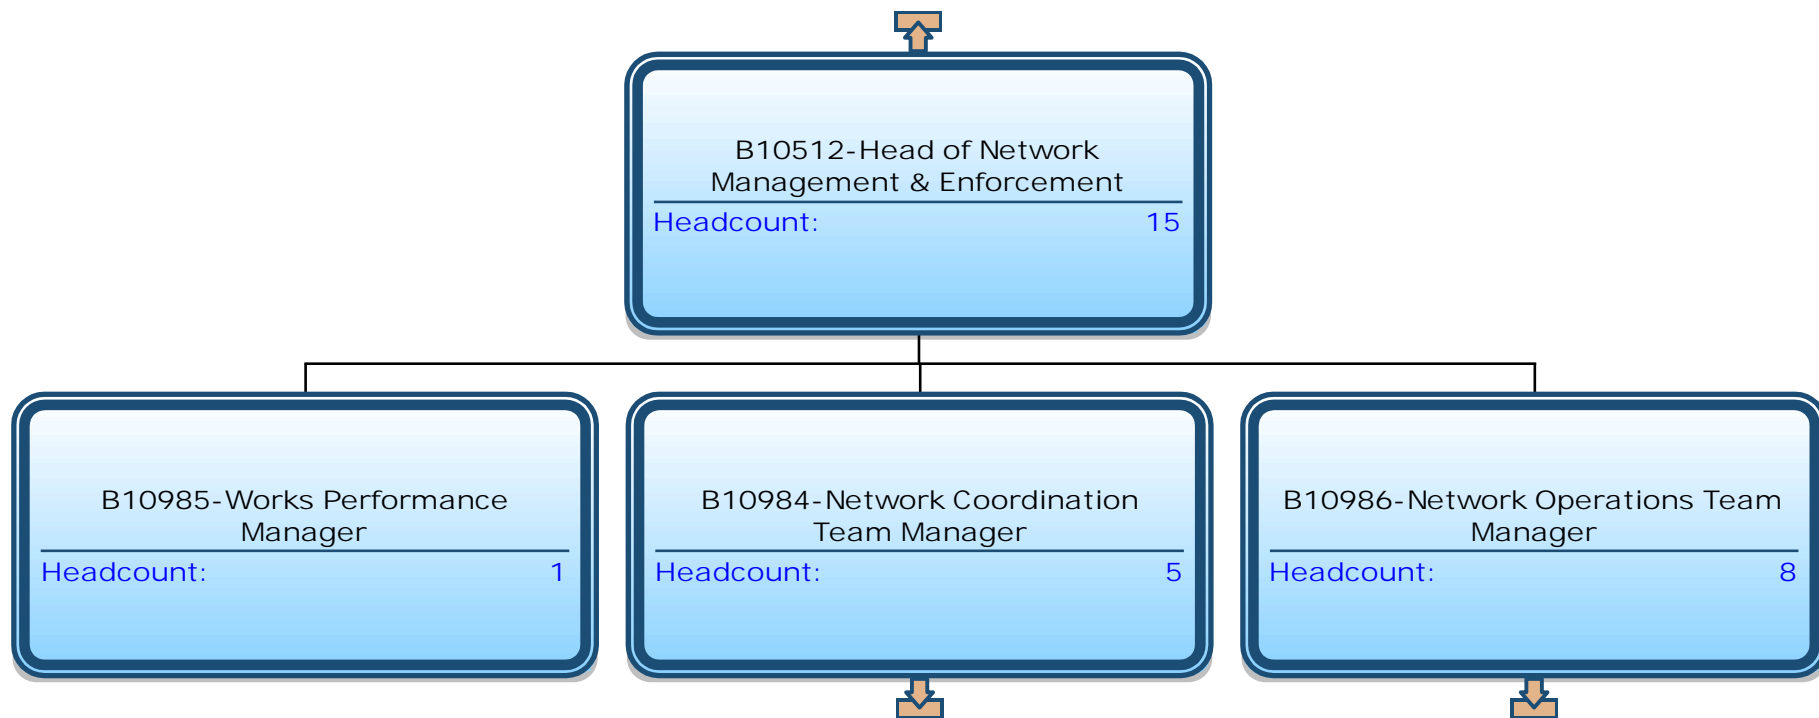 B10512-Head of Network
Management & Enforcement
Headcount: 15
B10985-Works Performance
Manager
Headcount: 1
B10984-Network Coordination
Team Manager
Headcount: 5
B10986-Network Operations Team
Manager
Headcount: 8